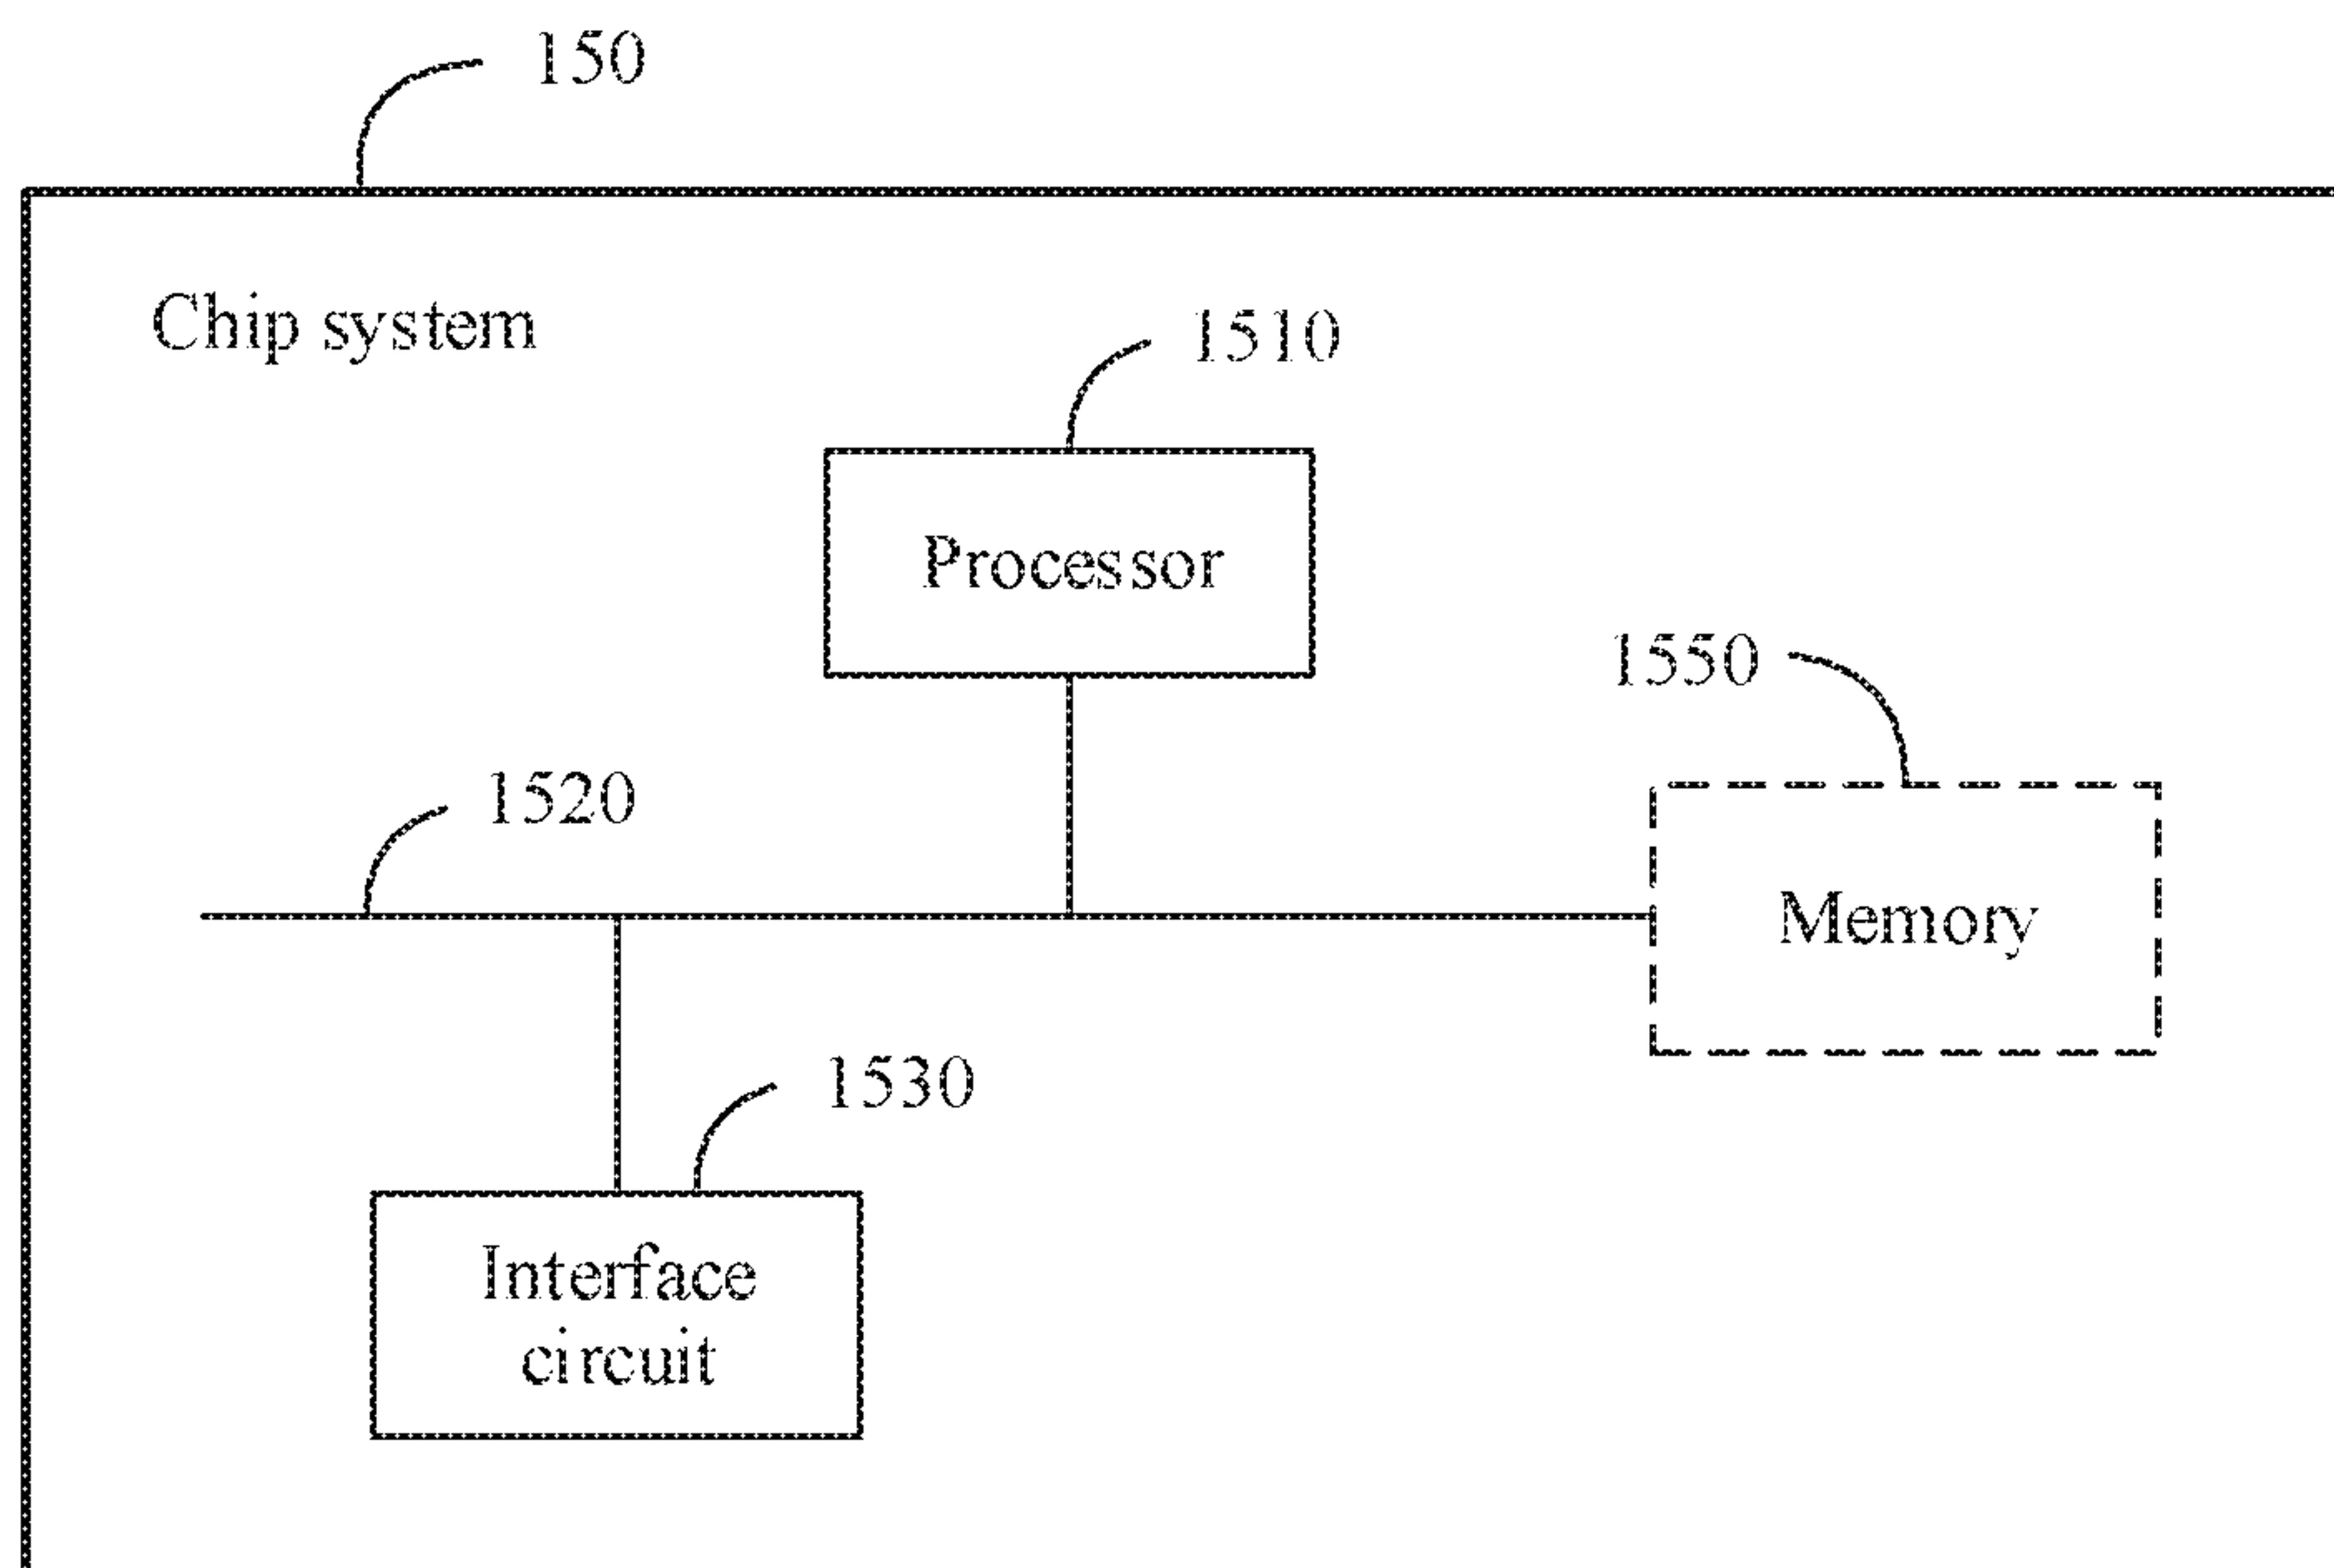 150
Chip system
1510
Processor
1550
1520
Memory
1530
Interface
circuit